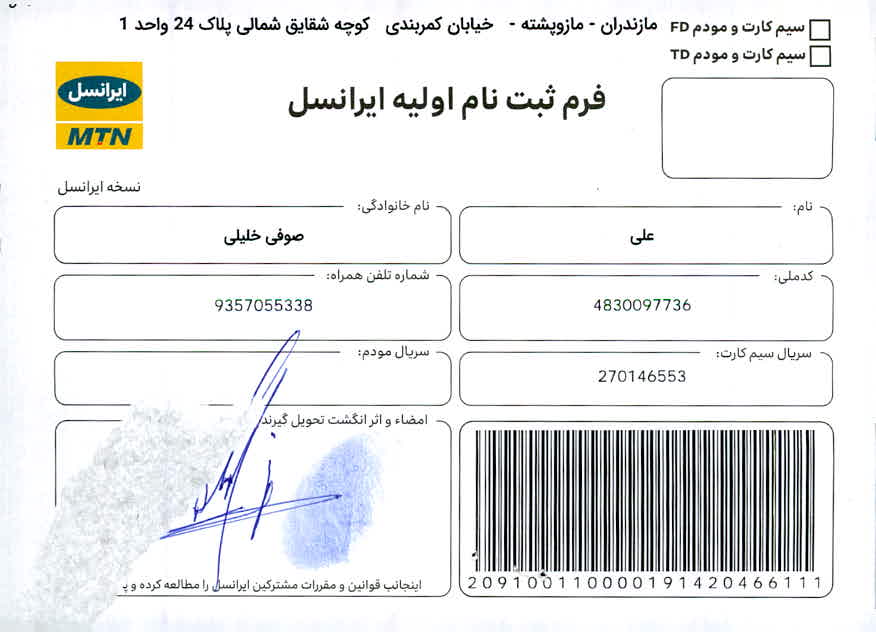 سیم کارت و مودم FD مازندران - مازوپشته - خیابان کمربندی کوچه شقایق شمالی پلاک 24 واحد 1
سیم کارت و مودم TD
ایرانسل
MTN
فرم ثبت نام اولیه ایرانسل
نسخه ایرانسل
نام:
علی
نام خانوادگی:
صوفی خلیلی
کدملی:
4830097736
شماره تلفن همراه:
9357055338
سریال سیم کارت:
270146553
سریال مودم:
امضاء و اثر انگشت تحویل گیرند
اینجانب قوانین و مقررات مشترکین ایرانسل را مطالعه کرده و پ
209100110000191420466111